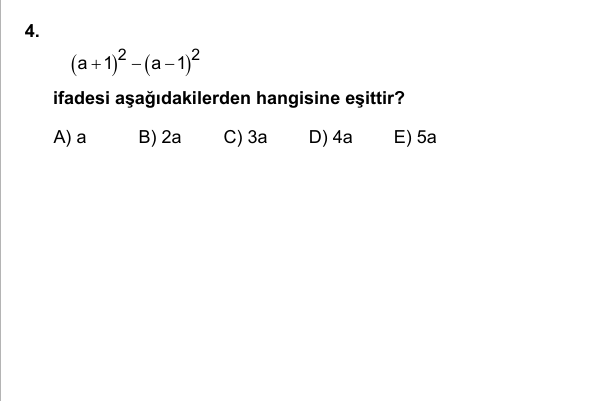 4.
(a+1)² − (a−1)²
ifadesi aşağıdakilerden hangisine eşittir?
A) a B) 2a C) 3a D) 4a E) 5a